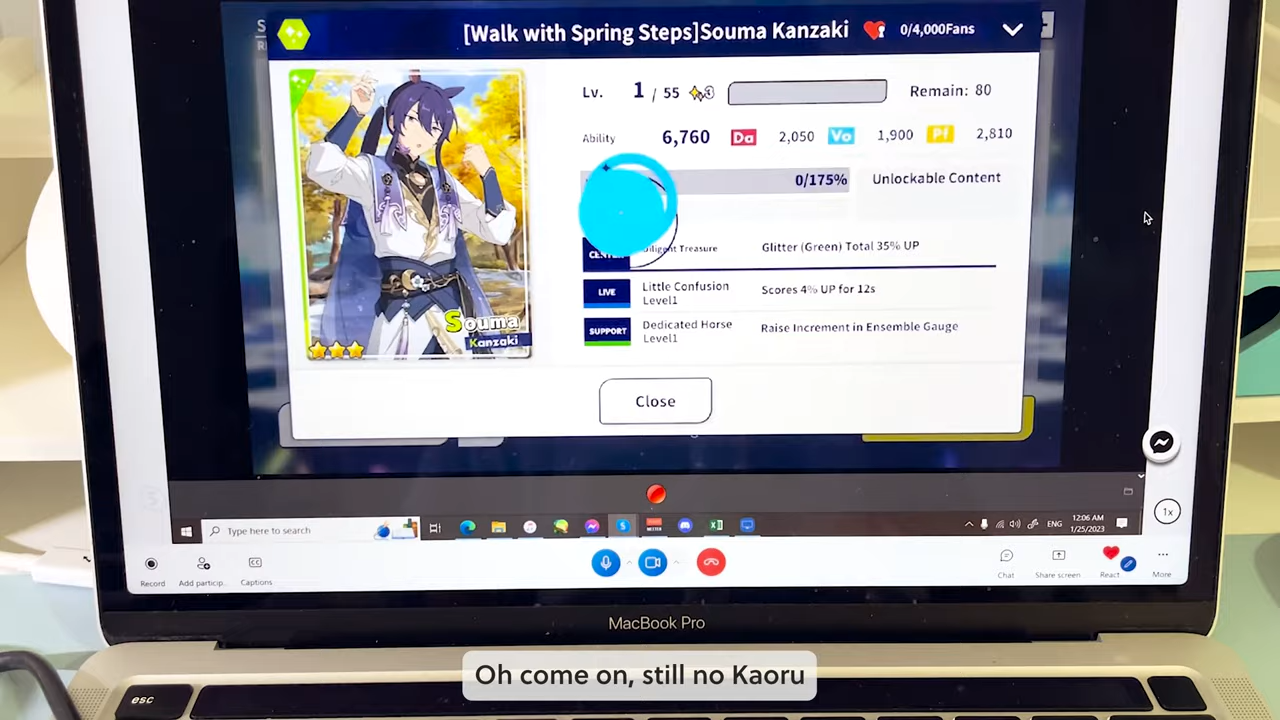 [Walk with Spring Steps]Souma Kanzaki 0/4,000Fans
Lv. 1 / 55 Remain: 80
Ability 6,760 Da 2,050 Vo 1,900 Pf 2,810
0/175% Unlockable Content
Treasure Glitter (Green) Total 35% UP
LIVE Little Confusion Scores 4% UP for 12s
Level1
SUPPORT Dedicated Horse Raise Increment in Ensemble Gauge
Level1
Souma
Kanzaki
Close
Type here to search
ENG 12:06 AM
1/25/2023
1x
Record Add particip... Captions Chat Share screen React More
MacBook Pro
Oh come on, still no Kaoru
esc